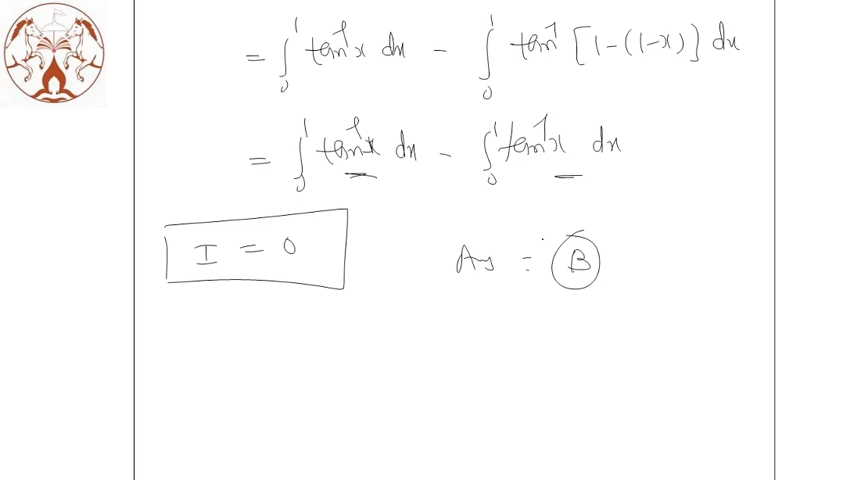 = ∫₀¹ tan⁻¹x dx − ∫₀¹ tan⁻¹[1−(1−x)] dx
= ∫₀¹ tan⁻¹x dx − ∫₀¹ tan⁻¹x dx
I = 0
Ans = B